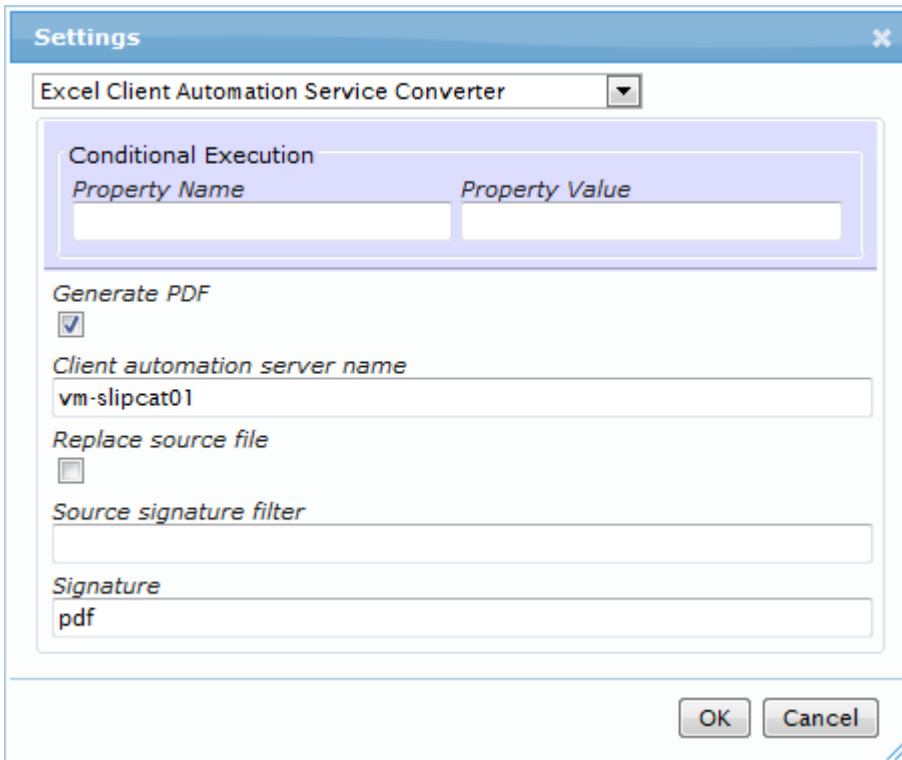 Settings
Excel Client Automation Service Converter
Conditional Execution
Property Name Property Value
Generate PDF
Client automation server name
vm-slipcat01
Replace source file
Source signature filter
Signature
pdf
OK Cancel